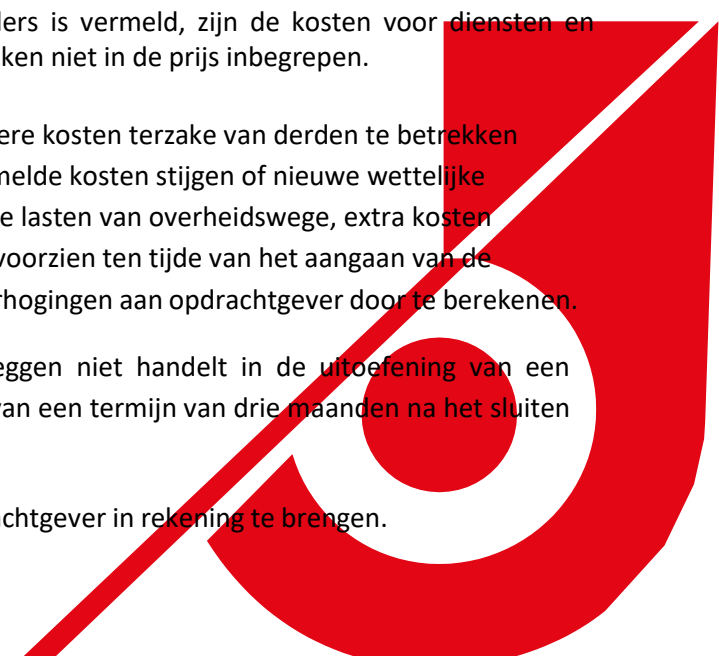 ders is vermeld, zijn de kosten voor diensten en
ken niet in de prijs inbegrepen.
ere kosten terzake van derden te betrekken
melde kosten stijgen of nieuwe wettelijke
e lasten van overheidswege, extra kosten
voorzien ten tijde van het aangaan van de
rhogingen aan opdrachtgever door te berekenen.
eggen niet handelt in de uitoefening van een
van een termijn van drie maanden na het sluiten
achtgever in rekening te brengen.